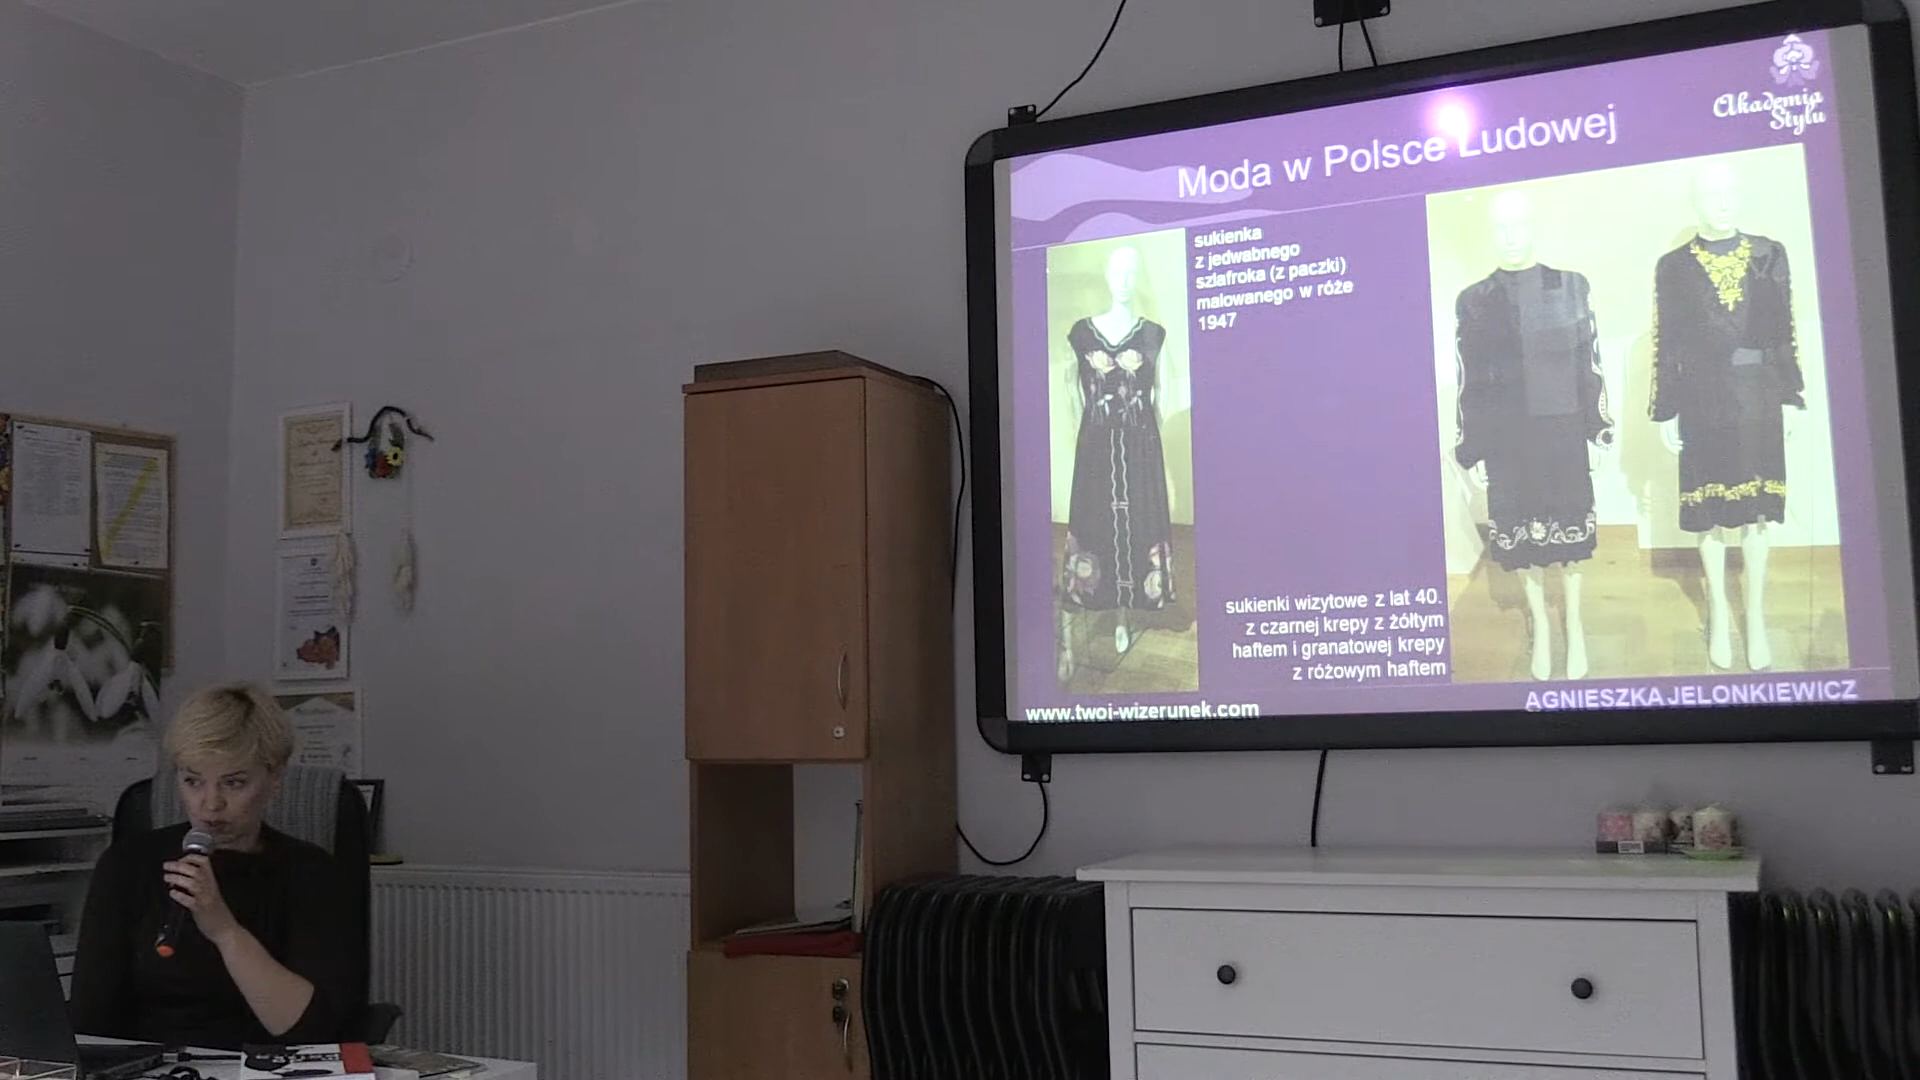 Akademia
Stylu
Moda w Polsce Ludowej
sukienka
z jedwabnego
szlafroka (z paczki)
malowanego w róże
1947
sukienki wizytowe z lat 40.
z czarnej krepy z żółtym
haftem i granatowej krepy
z różowym haftem
www.twoj-wizerunek.com
AGNIESZKA JELONKIEWICZ